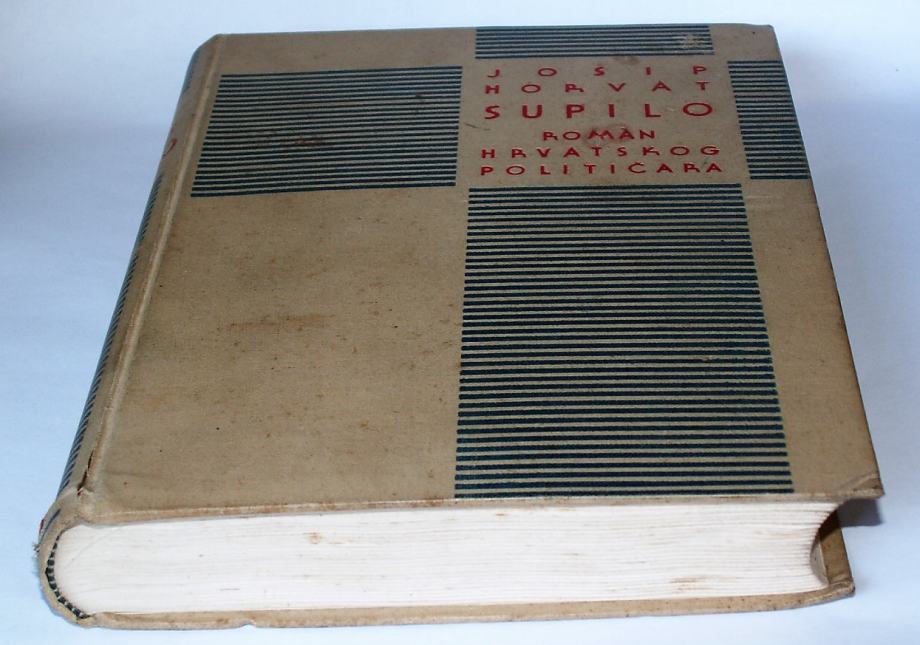 JOSIP
HORVAT
SUPILO
ROMAN
HRVATSKOG
POLITIČARA